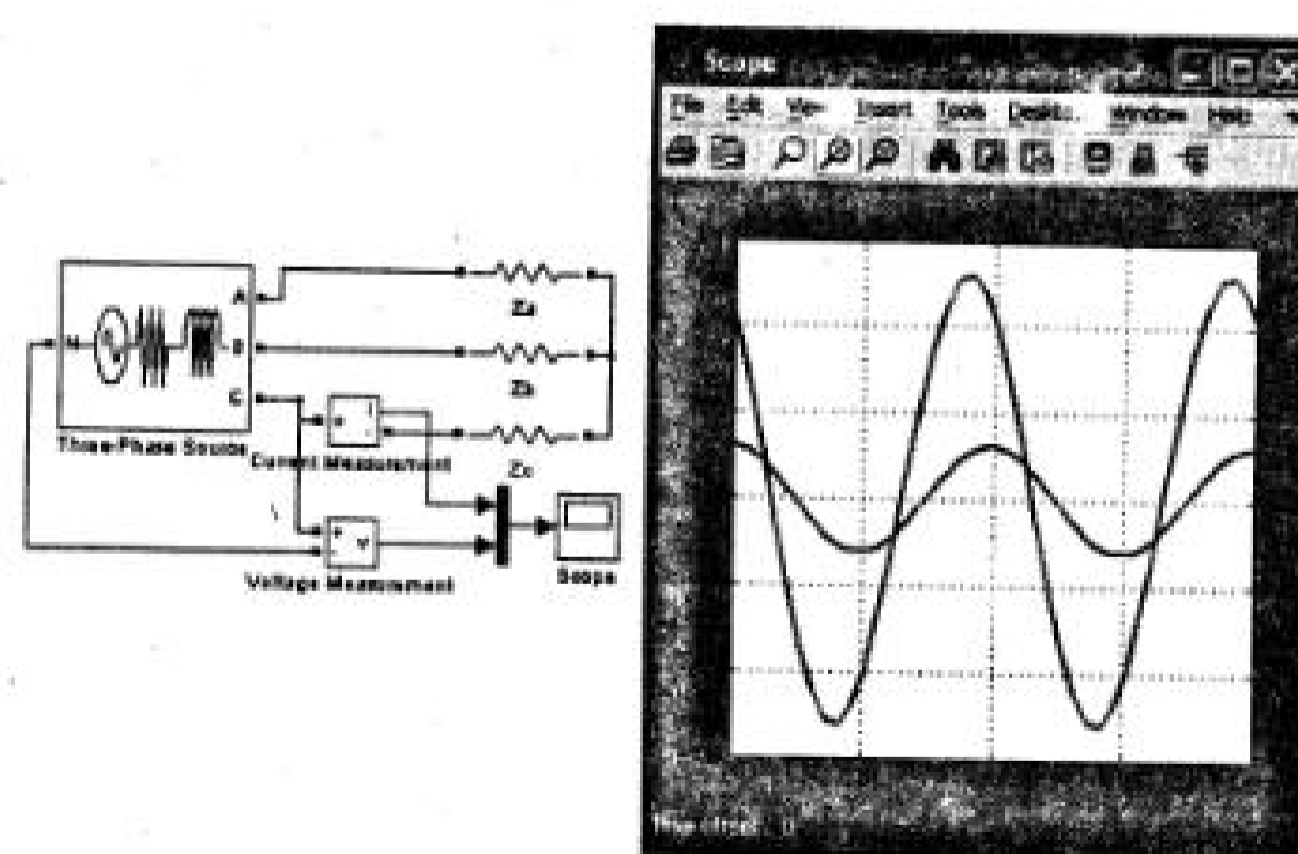 Scope
File Edit View Insert Tools Window Help
A
Za
N
B
Zb
C
Three-Phase Source
Current Measurement
Zc
Voltage Measurement
Scope